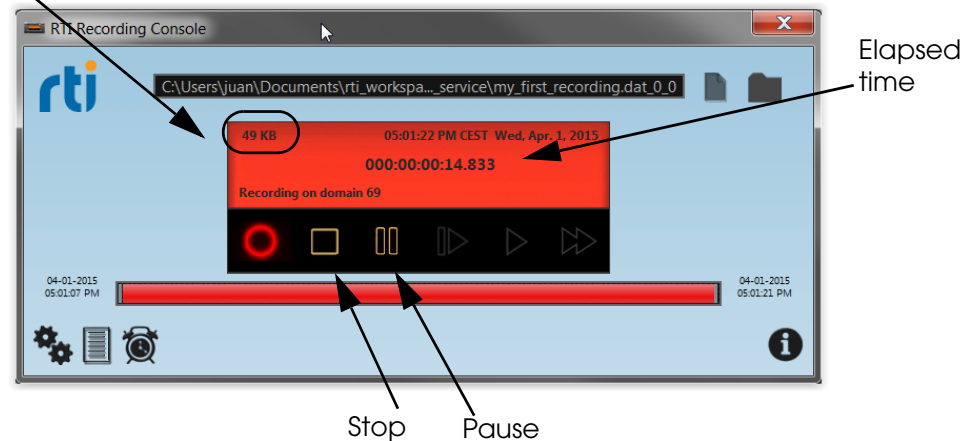 RTI Recording Console
Elapsed
time
rti
C:\Users\juan\Documents\rti_workspa..._service\my_first_recording.dat_0_0
49 KB
05:01:22 PM CEST Wed, Apr. 1, 2015
000:00:00:14.833
Recording on domain 69
04-01-2015
05:01:07 PM
04-01-2015
05:01:21 PM
Stop
Pause